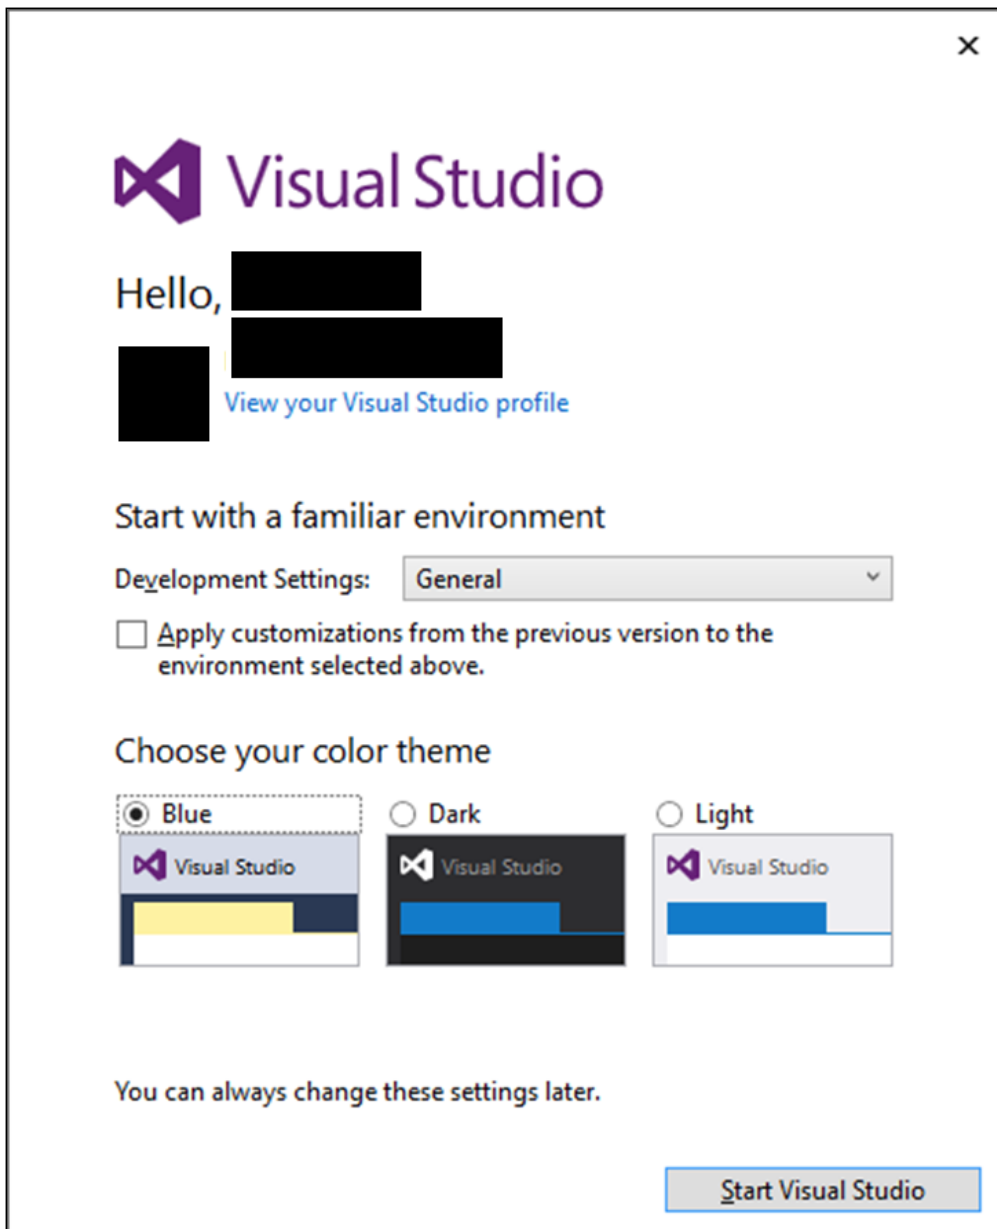 Visual Studio
Hello,
View your Visual Studio profile
Start with a familiar environment
Development Settings: General
Apply customizations from the previous version to the
environment selected above.
Choose your color theme
Blue Dark Light
Visual Studio Visual Studio Visual Studio
You can always change these settings later.
Start Visual Studio